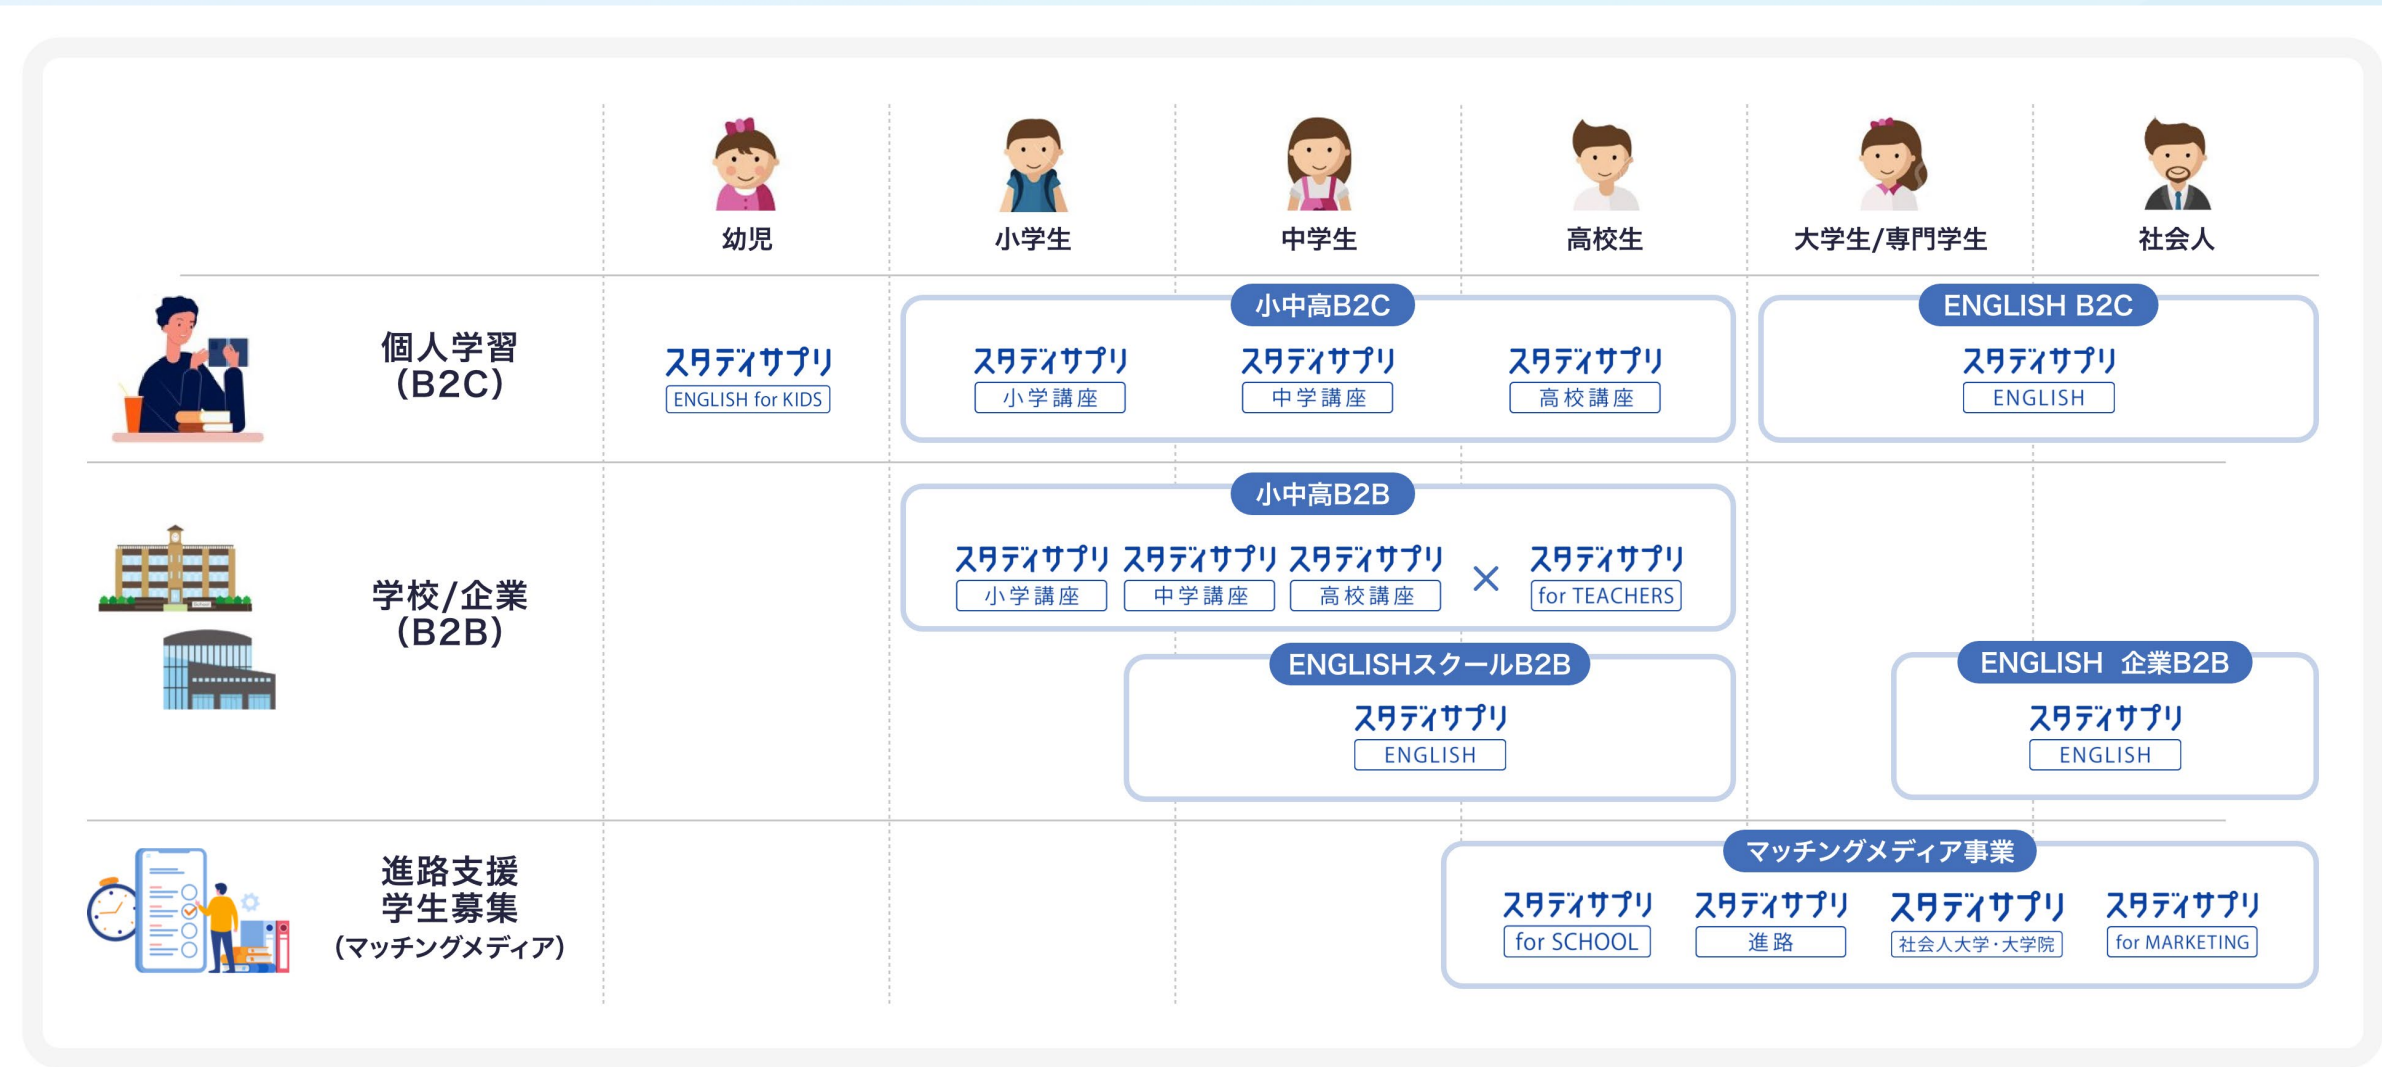 幼児
小学生
中学生
高校生
大学生/専門学生
社会人
個人学習
（B2C）
スタディサプリ
ENGLISH for KIDS
小中高B2C
スタディサプリ
小学講座
スタディサプリ
中学講座
スタディサプリ
高校講座
ENGLISH B2C
スタディサプリ
ENGLISH
学校/企業
（B2B）
小中高B2B
スタディサプリ
小学講座
スタディサプリ
中学講座
スタディサプリ
高校講座
×
スタディサプリ
for TEACHERS
ENGLISHスクールB2B
スタディサプリ
ENGLISH
ENGLISH 企業B2B
スタディサプリ
ENGLISH
進路支援
学生募集
（マッチングメディア）
マッチングメディア事業
スタディサプリ
for SCHOOL
スタディサプリ
進路
スタディサプリ
社会人大学・大学院
スタディサプリ
for MARKETING